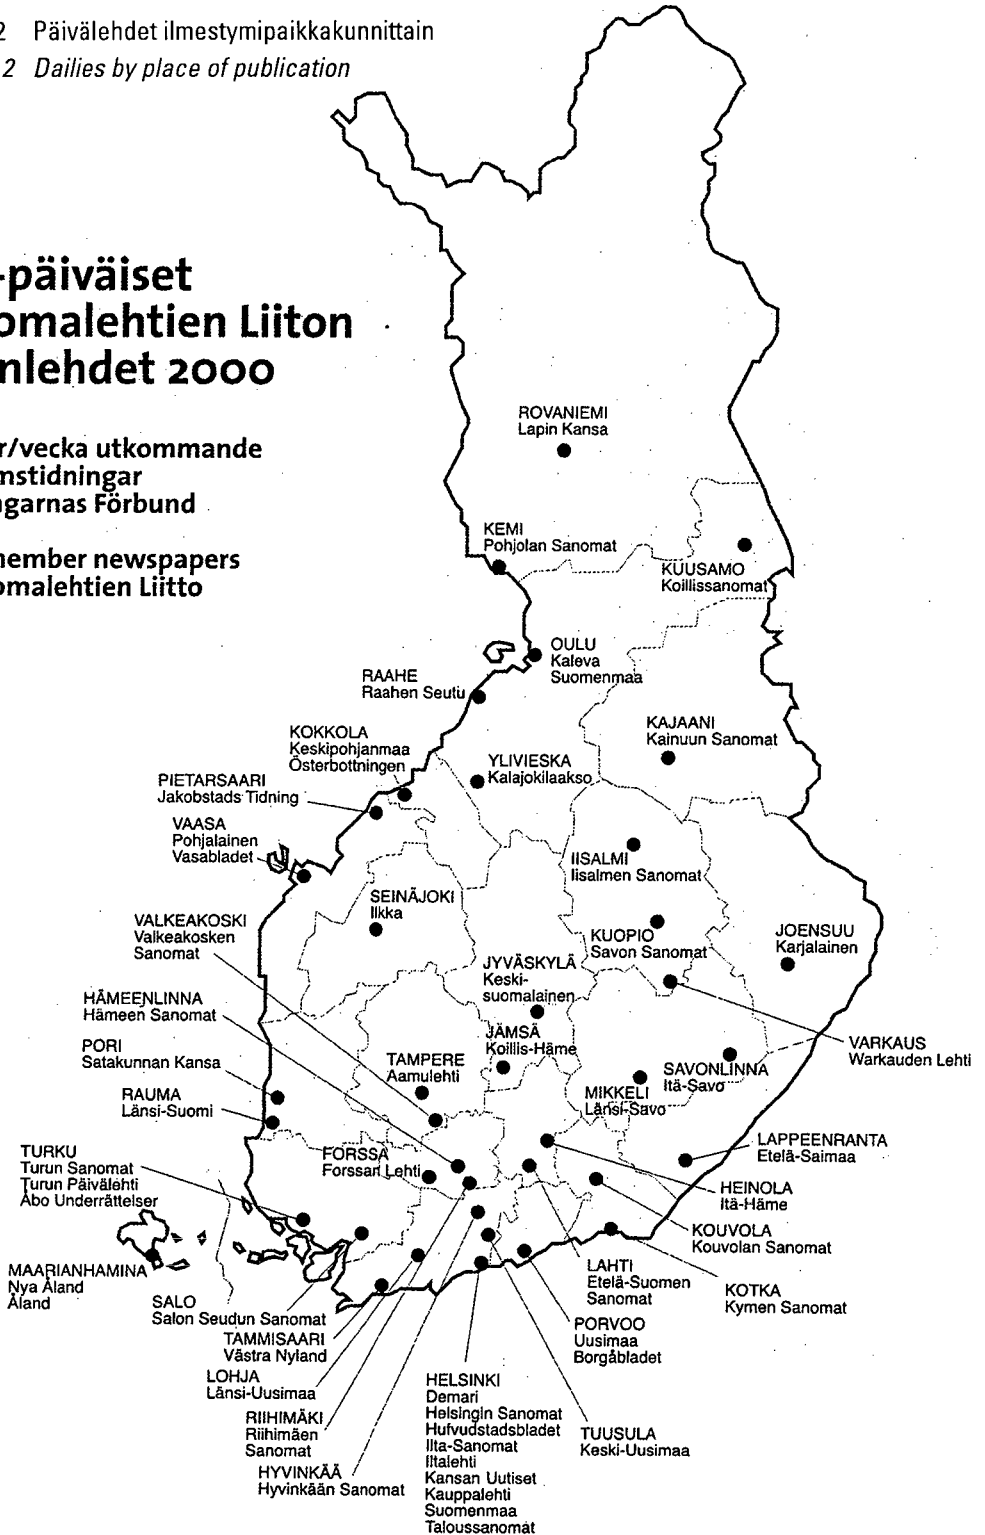 2 Päivälehdet ilmestymipaikkakunnittain
2 Dailies by place of publication
-päiväiset
omalehtien Liiton
nlehdet 2000
r/vecka utkommande
mstidningar
ngarnas Förbund
nember newspapers
omalehtien Liitto
ROVANIEMI
Lapin Kansa
KEMI
Pohjolan Sanomat
KUUSAMO
Koillissanomat
OULU
Kaleva
Suomenmaa
RAAHE
Raahen Seutu
KOKKOLA
Keskipohjanmaa
Österbottningen
KAJAANI
Kainuun Sanomat
YLIVIESKA
Kalajokilaakso
PIETARSAARI
Jakobstads Tidning
VAASA
Pohjalainen
Vasabladet
IISALMI
Iisalmen Sanomat
SEINÄJOKI
Ilkka
VALKEAKOSKI
Valkeakosken
Sanomat
KUOPIO
Savon Sanomat
JOENSUU
Karjalainen
JYVÄSKYLÄ
Keski-
suomalainen
HÄMEENLINNA
Hämeen Sanomat
JÄMSÄ
Koillis-Häme
VARKAUS
Warkauden Lehti
PORI
Satakunnan Kansa
TAMPERE
Aamulehti
SAVONLINNA
Itä-Savo
RAUMA
Länsi-Suomi
MIKKELI
Länsi-Savo
LAPPEENRANTA
Etelä-Saimaa
TURKU
Turun Sanomat
Turun Päivälehti
Åbo Underrättelser
FORSSA
Forssan Lehti
HEINOLA
Itä-Häme
KOUVOLA
Kouvolan Sanomat
MAARIANHAMINA
Nya Åland
Åland
LAHTI
Etelä-Suomen
Sanomat
KOTKA
Kymen Sanomat
SALO
Salon Seudun Sanomat
PORVOO
Uusimaa
Borgåbladet
TAMMISAARI
Västra Nyland
LOHJA
Länsi-Uusimaa
HELSINKI
Demari
Helsingin Sanomat
Hufvudstadsbladet
Ilta-Sanomat
Iltalehti
Kansan Uutiset
Kauppalehti
Suomenmaa
Taloussanomat
RIIHIMÄKI
Riihimäen
Sanomat
TUUSULA
Keski-Uusimaa
HYVINKÄÄ
Hyvinkään Sanomat